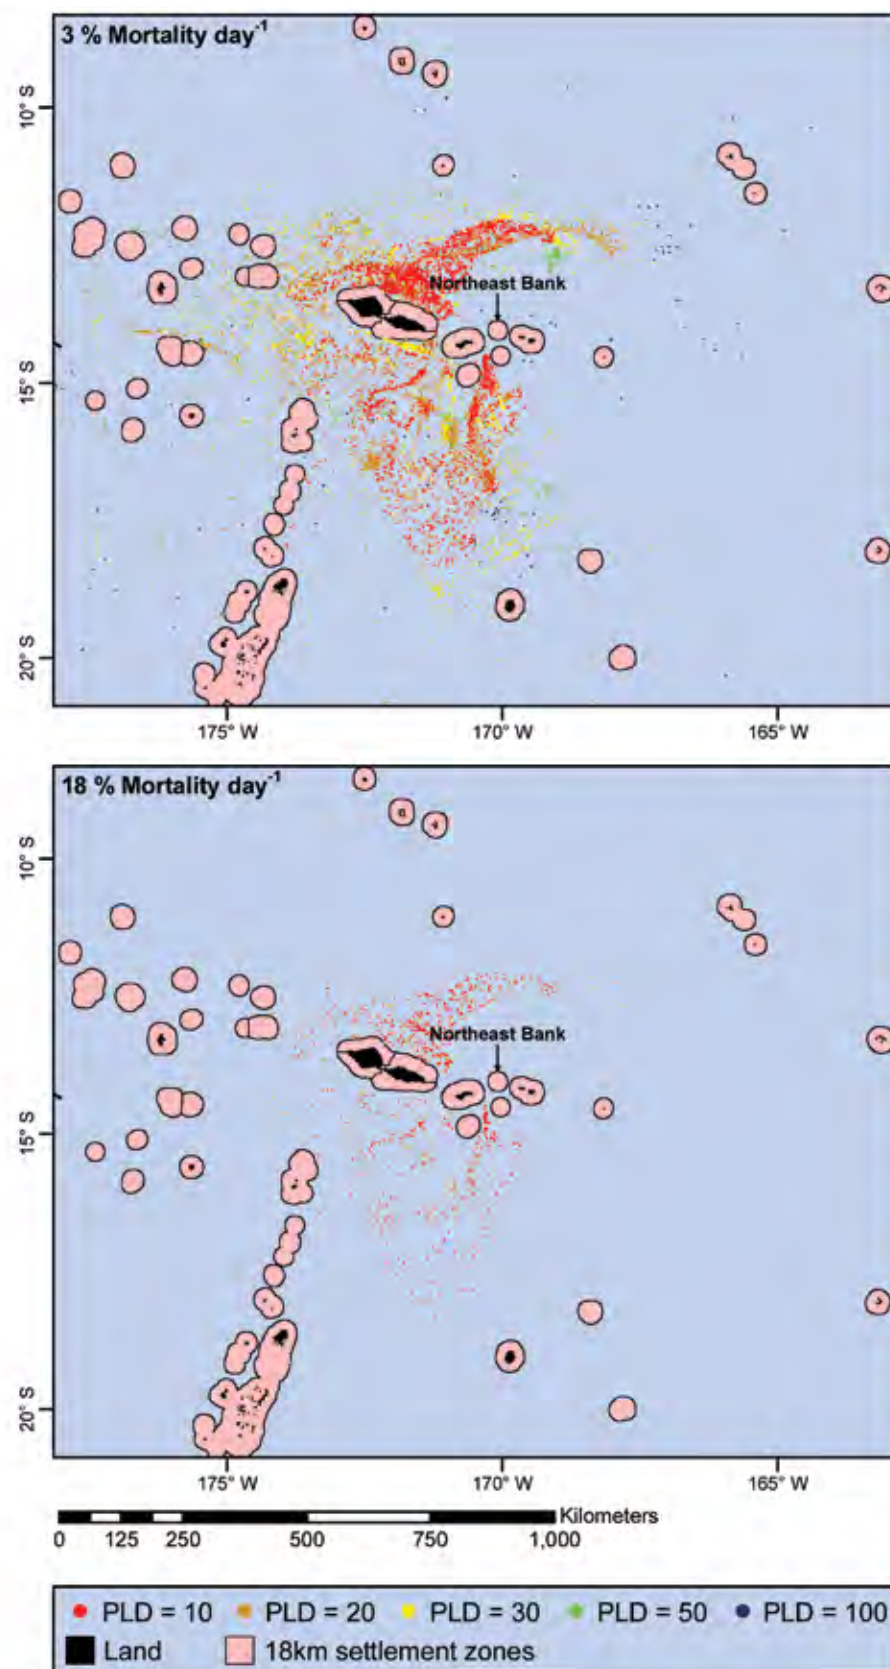 3 % Mortality day-1
10° S
Northeast Bank
15° S
20° S
175° W 170° W 165° W
18 % Mortality day-1
10° S
Northeast Bank
15° S
20° S
175° W 170° W 165° W
Kilometers
0 125 250 500 750 1,000
PLD = 10 PLD = 20 PLD = 30 PLD = 50 PLD = 100
Land 18km settlement zones